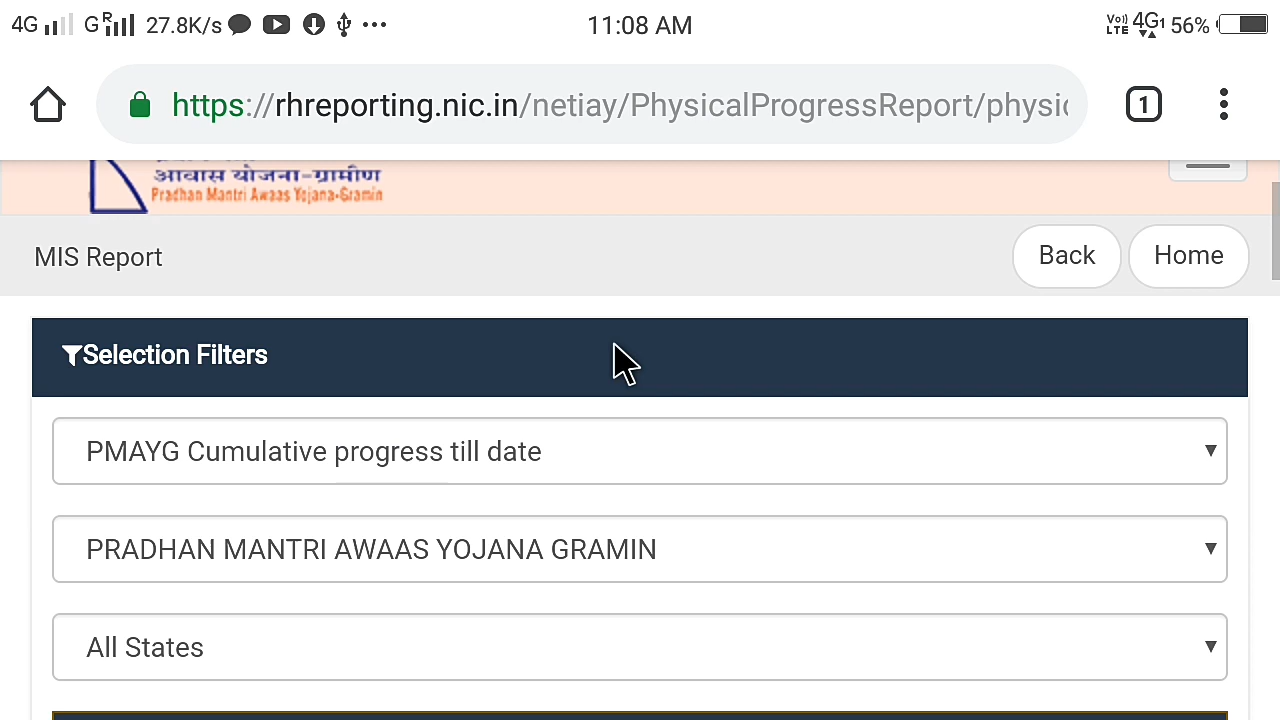 4G G R 27.8K/s 11:08 AM Vo)) LTE 4G1 56%
https://rhreporting.nic.in/netiay/PhysicalProgressReport/physic
1
आवास योजना-ग्रामीण
Pradhan Mantri Awaas Yojana-Gramin
MIS Report Back Home
Selection Filters
PMAYG Cumulative progress till date
PRADHAN MANTRI AWAAS YOJANA GRAMIN
All States